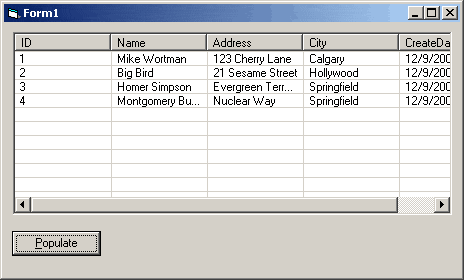 Form1
ID Name Address City CreateDa
1 Mike Wortman 123 Cherry Lane Calgary 12/9/200
2 Big Bird 21 Sesame Street Hollywood 12/9/200
3 Homer Simpson Evergreen Terr... Springfield 12/9/200
4 Montgomery Bu... Nuclear Way Springfield 12/9/200
Populate